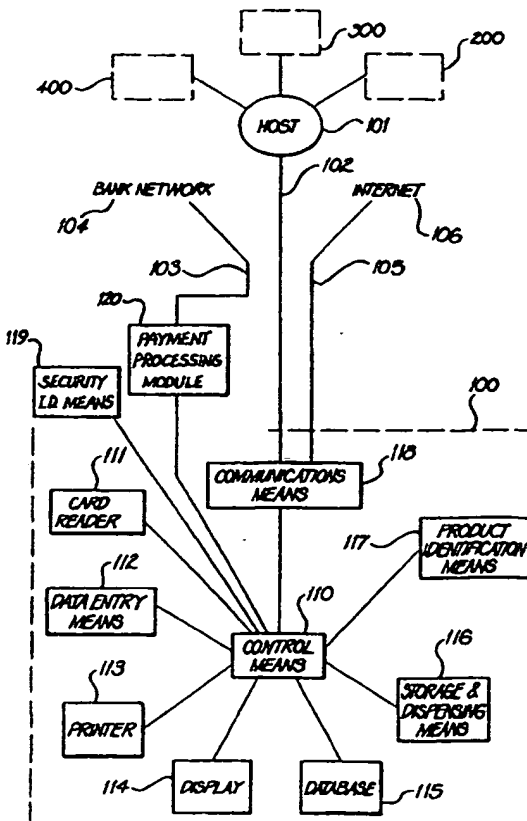 300
400
200
HOST
101
102
BANK NETWORK
INTERNET
104
106
103
105
120
PAYMENT
PROCESSING
MODULE
119
SECURITY
I.D. MEANS
100
118
COMMUNICATIONS
MEANS
111
CARD
READER
117
PRODUCT
IDENTIFICATION
MEANS
112
DATA ENTRY
MEANS
110
CONTROL
MEANS
116
STORAGE &
DISPENSING
MEANS
113
PRINTER
DISPLAY
114
DATABASE
115